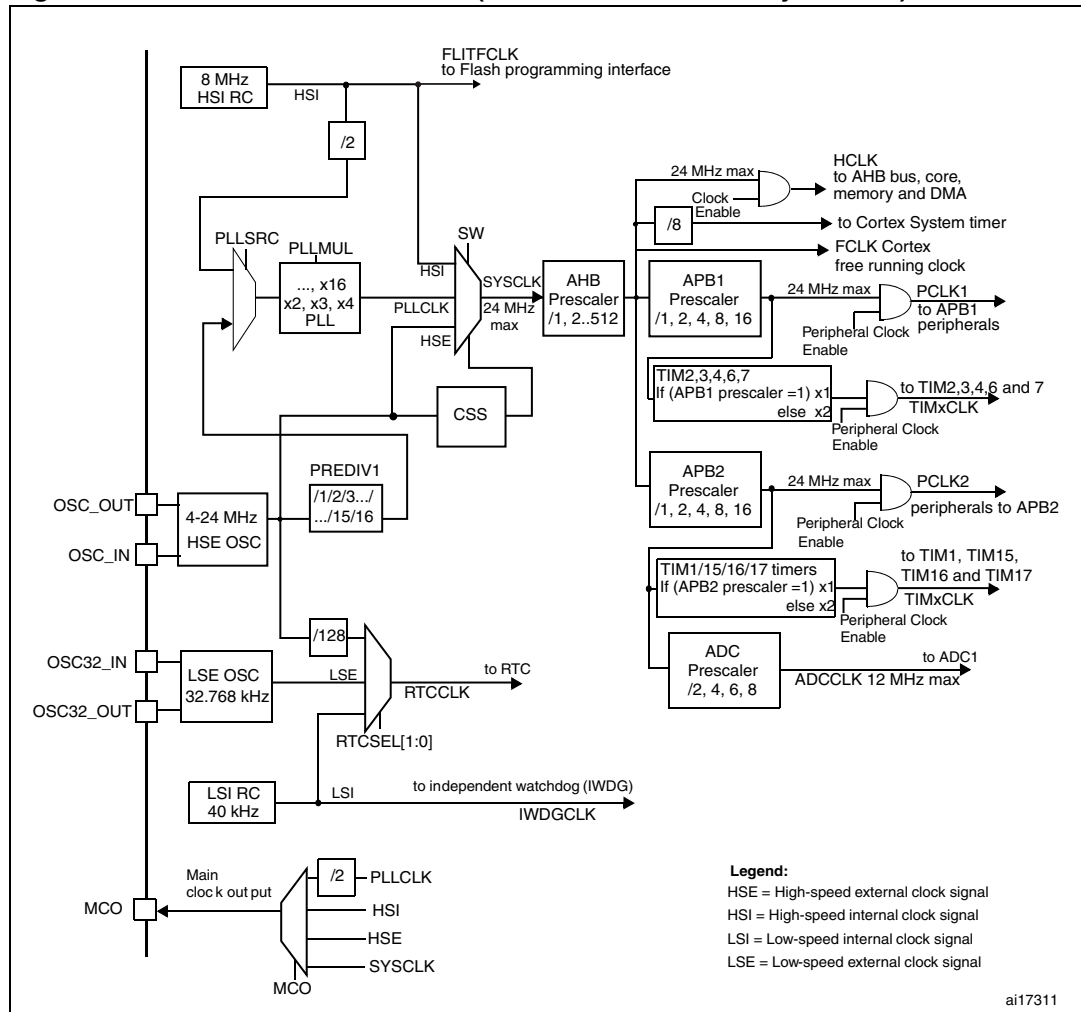 FLITFCLK
to Flash programming interface
8 MHz
HSI RC
HSI
/2
HCLK
to AHB bus, core,
memory and DMA
24 MHz max
Clock
Enable
/8
to Cortex System timer
FCLK Cortex
free running clock
PLLSRC
PLLMUL
..., x16
x2, x3, x4
PLL
SW
HSI
PLLCLK
HSE
SYSCLK
24 MHz
max
AHB
Prescaler
/1, 2..512
APB1
Prescaler
/1, 2, 4, 8, 16
24 MHz max
PCLK1
to APB1
peripherals
Peripheral Clock
Enable
TIM2,3,4,6,7
If (APB1 prescaler =1) x1
else x2
to TIM2,3,4,6 and 7
TIMxCLK
Peripheral Clock
Enable
CSS
PREDIV1
/1/2/3.../
.../15/16
OSC_OUT
OSC_IN
4-24 MHz
HSE OSC
APB2
Prescaler
/1, 2, 4, 8, 16
24 MHz max
PCLK2
peripherals to APB2
Peripheral Clock
Enable
TIM1/15/16/17 timers
If (APB2 prescaler =1) x1
else x2
to TIM1, TIM15,
TIM16 and TIM17
TIMxCLK
Peripheral Clock
Enable
/128
OSC32_IN
OSC32_OUT
LSE OSC
32.768 kHz
LSE
to RTC
RTCCLK
RTCSEL[1:0]
ADC
Prescaler
/2, 4, 6, 8
to ADC1
ADCCLK 12 MHz max
LSI RC
40 kHz
LSI
to independent watchdog (IWDG)
IWDGCLK
Main
clock output
MCO
/2
PLLCLK
HSI
HSE
SYSCLK
MCO
Legend:
HSE = High-speed external clock signal
HSI = High-speed internal clock signal
LSI = Low-speed internal clock signal
LSE = Low-speed external clock signal
ai17311